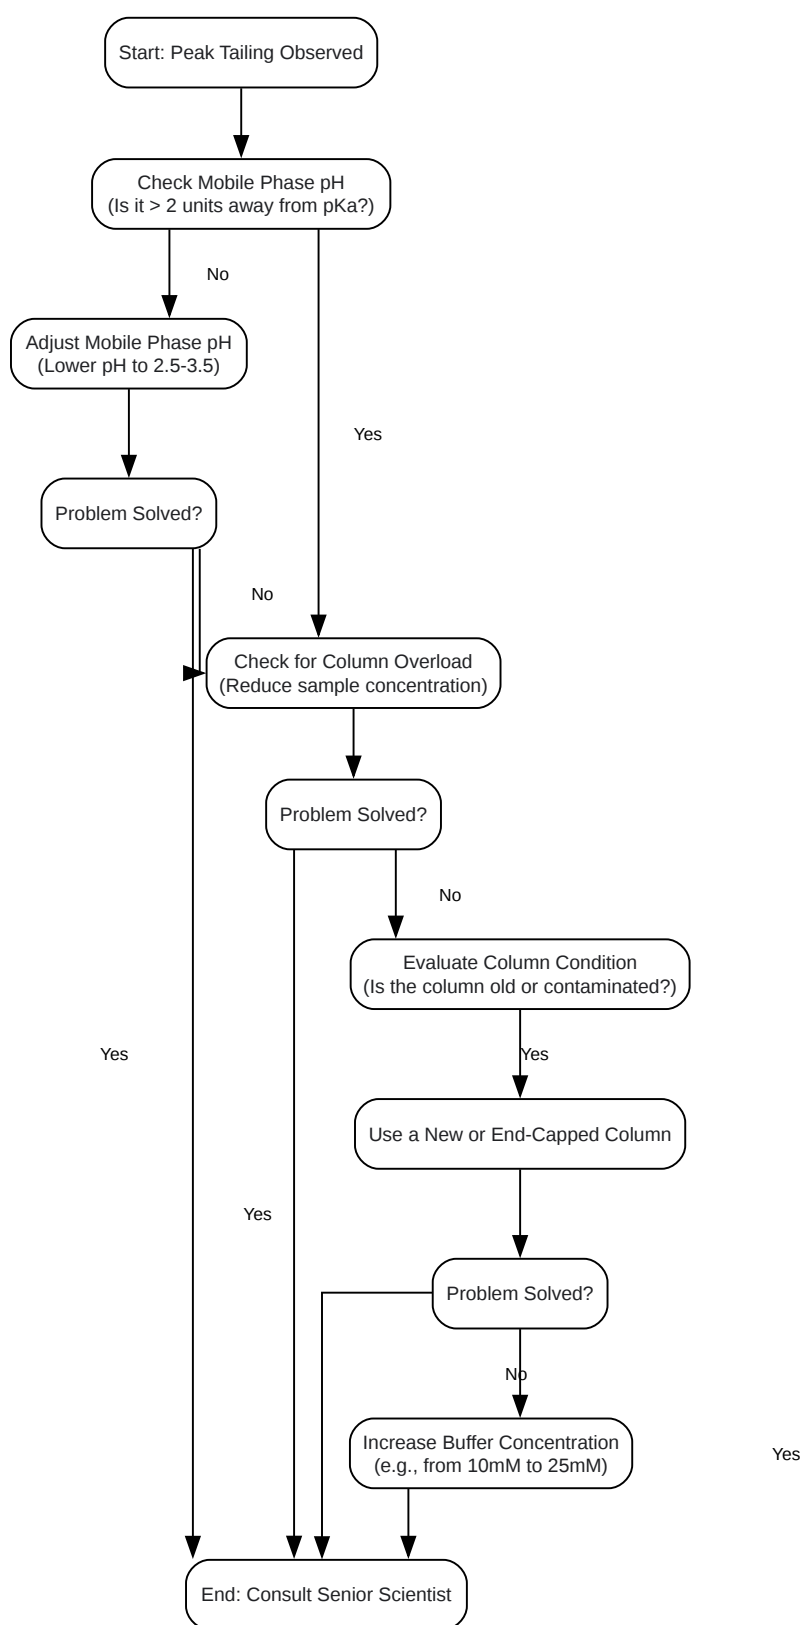 Start: Peak Tailing Observed
Check Mobile Phase pH
(Is it > 2 units away from pKa?)
No
Adjust Mobile Phase pH
(Lower pH to 2.5-3.5)
Yes
Problem Solved?
No
Check for Column Overload
(Reduce sample concentration)
Problem Solved?
No
Evaluate Column Condition
(Is the column old or contaminated?)
Yes
Yes
Use a New or End-Capped Column
Yes
Problem Solved?
No
Increase Buffer Concentration
(e.g., from 10mM to 25mM)
Yes
End: Consult Senior Scientist